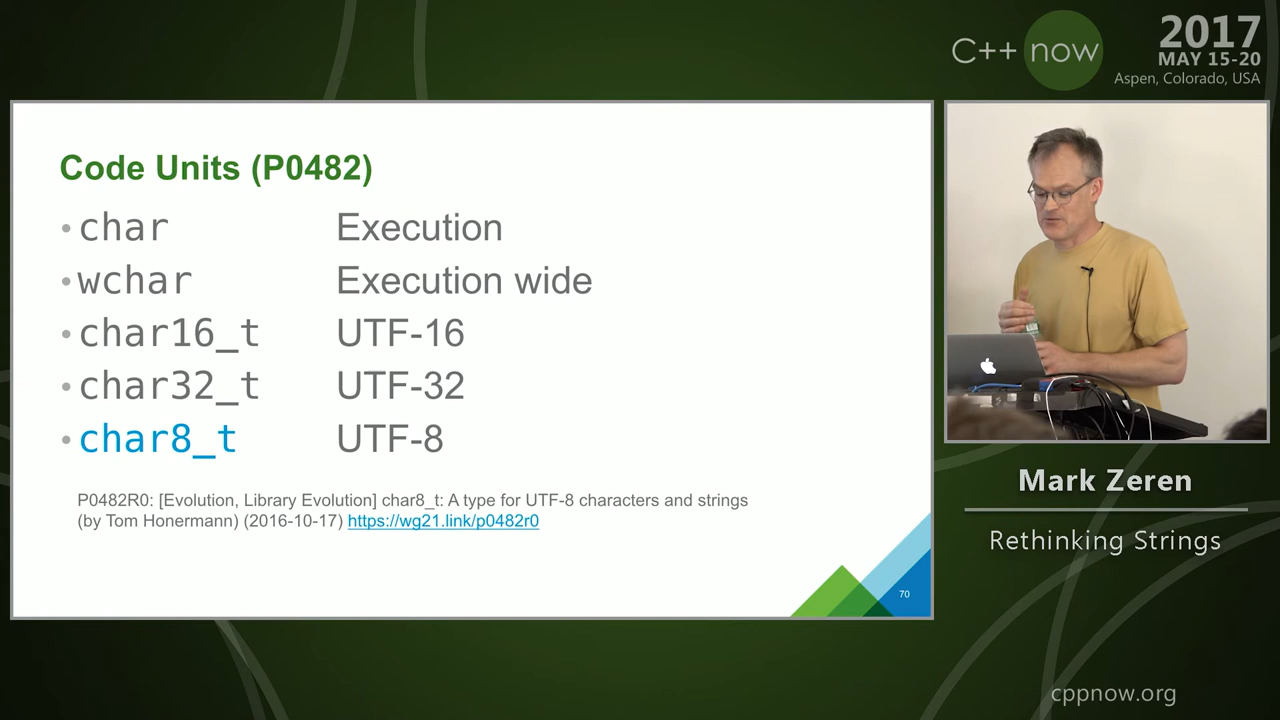 C++ now
2017
MAY 15-20
Aspen, Colorado, USA
Code Units (P0482)
• char Execution
• wchar Execution wide
• char16_t UTF-16
• char32_t UTF-32
• char8_t UTF-8
P0482R0: [Evolution, Library Evolution] char8_t: A type for UTF-8 characters and strings
(by Tom Honermann) (2016-10-17) https://wg21.link/p0482r0
70
Mark Zeren
Rethinking Strings
cppnow.org